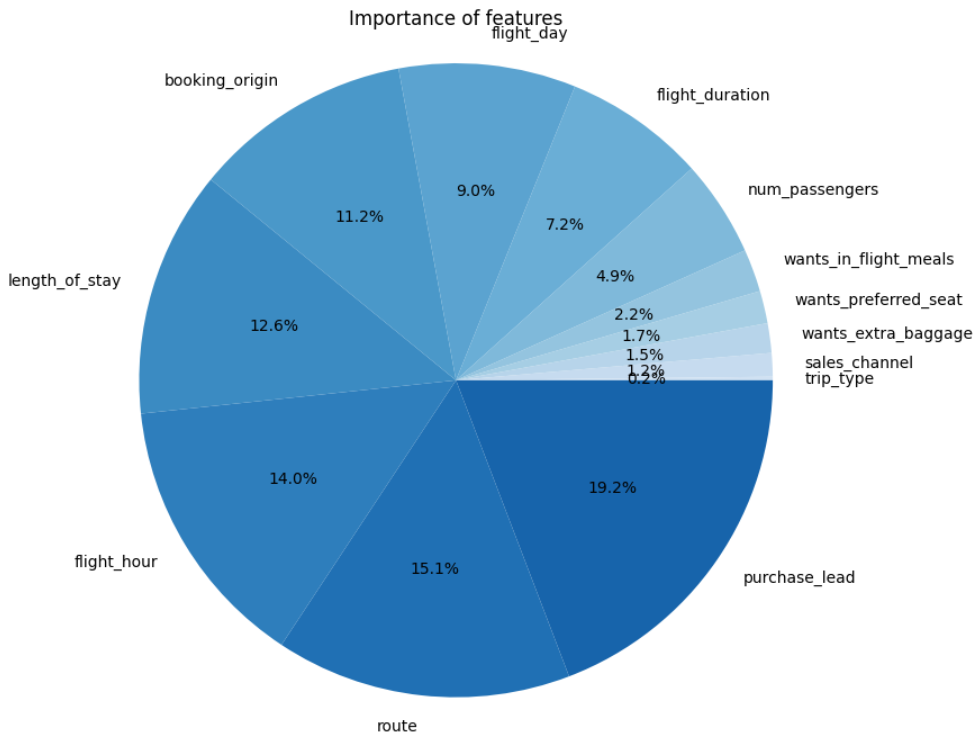 Importance of features
flight_day
booking_origin
flight_duration
num_passengers
9.0%
11.2%
7.2%
wants_in_flight_meals
4.9%
length_of_stay
wants_preferred_seat
2.2%
12.6%
wants_extra_baggage
1.7%
1.5%
sales_channel
1.2%
trip_type
0.2%
14.0%
19.2%
flight_hour
15.1%
purchase_lead
route